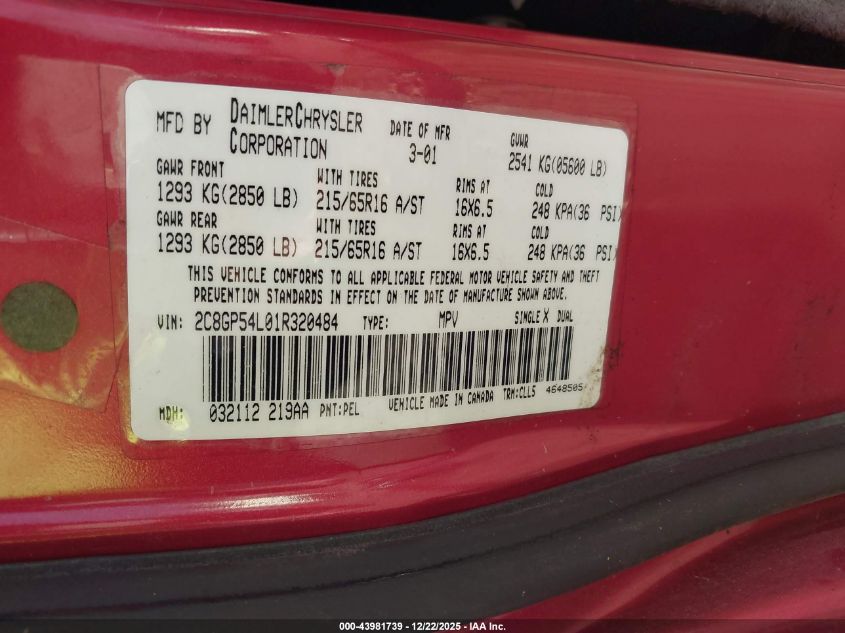 MFD BY DAIMLERCHRYSLER CORPORATION DATE OF MFR 3-01 GVWR 2541 KG(05600 LB)
GAWR FRONT WITH TIRES RIMS AT COLD
1293 KG(2850 LB) 215/65R16 A/ST 16X6.5 248 KPA(36 PSI)
GAWR REAR WITH TIRES RIMS AT COLD
1293 KG(2850 LB) 215/65R16 A/ST 16X6.5 248 KPA(36 PSI)
THIS VEHICLE CONFORMS TO ALL APPLICABLE FEDERAL MOTOR VEHICLE SAFETY AND THEFT
PREVENTION STANDARDS IN EFFECT ON THE DATE OF MANUFACTURE SHOWN ABOVE.
VIN: 2C8GP54L01R320484 TYPE: MPV SINGLE X DUAL
MDH: 032112 219AA PNT:PEL VEHICLE MADE IN CANADA TRM:CLL5 4648505
000-43981739 - 12/22/2025 - IAA Inc.